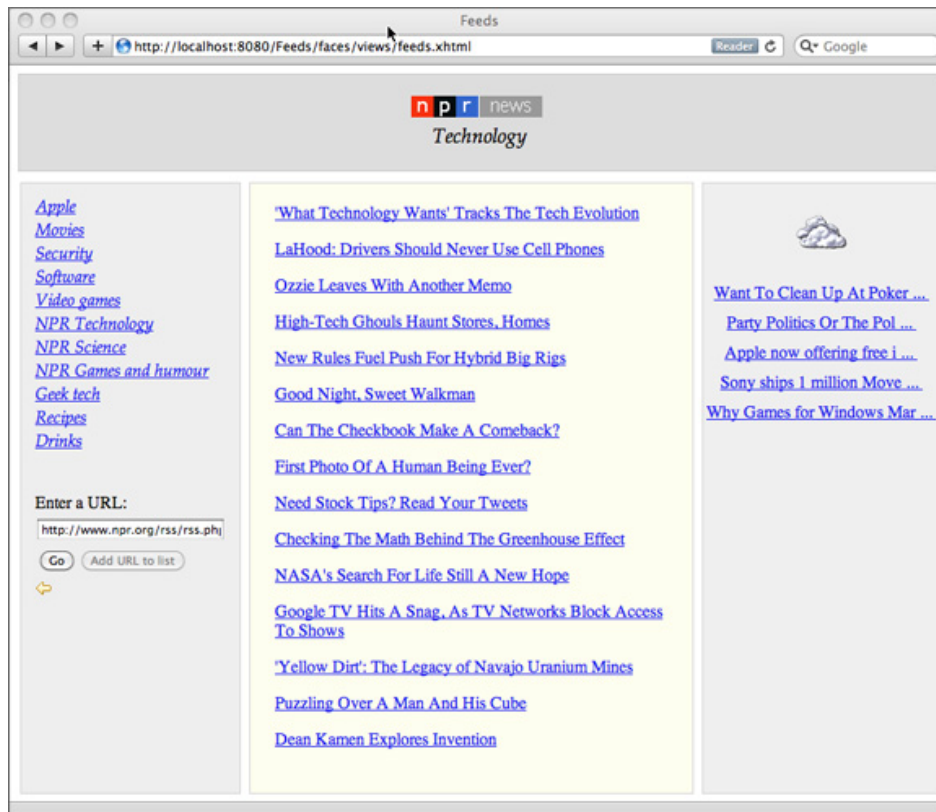 Feeds
http://localhost:8080/Feeds/faces/views/feeds.xhtml
Reader
Google
npr news
Technology
Apple
Movies
Security
Software
Video games
NPR Technology
NPR Science
NPR Games and humour
Geek tech
Recipes
Drinks
Enter a URL:
http://www.npr.org/rss/rss.php
Go
Add URL to list
'What Technology Wants' Tracks The Tech Evolution
LaHood: Drivers Should Never Use Cell Phones
Ozzie Leaves With Another Memo
High-Tech Ghouls Haunt Stores, Homes
New Rules Fuel Push For Hybrid Big Rigs
Good Night, Sweet Walkman
Can The Checkbook Make A Comeback?
First Photo Of A Human Being Ever?
Need Stock Tips? Read Your Tweets
Checking The Math Behind The Greenhouse Effect
NASA's Search For Life Still A New Hope
Google TV Hits A Snag, As TV Networks Block Access
To Shows
'Yellow Dirt': The Legacy of Navajo Uranium Mines
Puzzling Over A Man And His Cube
Dean Kamen Explores Invention
Want To Clean Up At Poker ...
Party Politics Or The Pol ...
Apple now offering free i ...
Sony ships 1 million Move ...
Why Games for Windows Mar ...